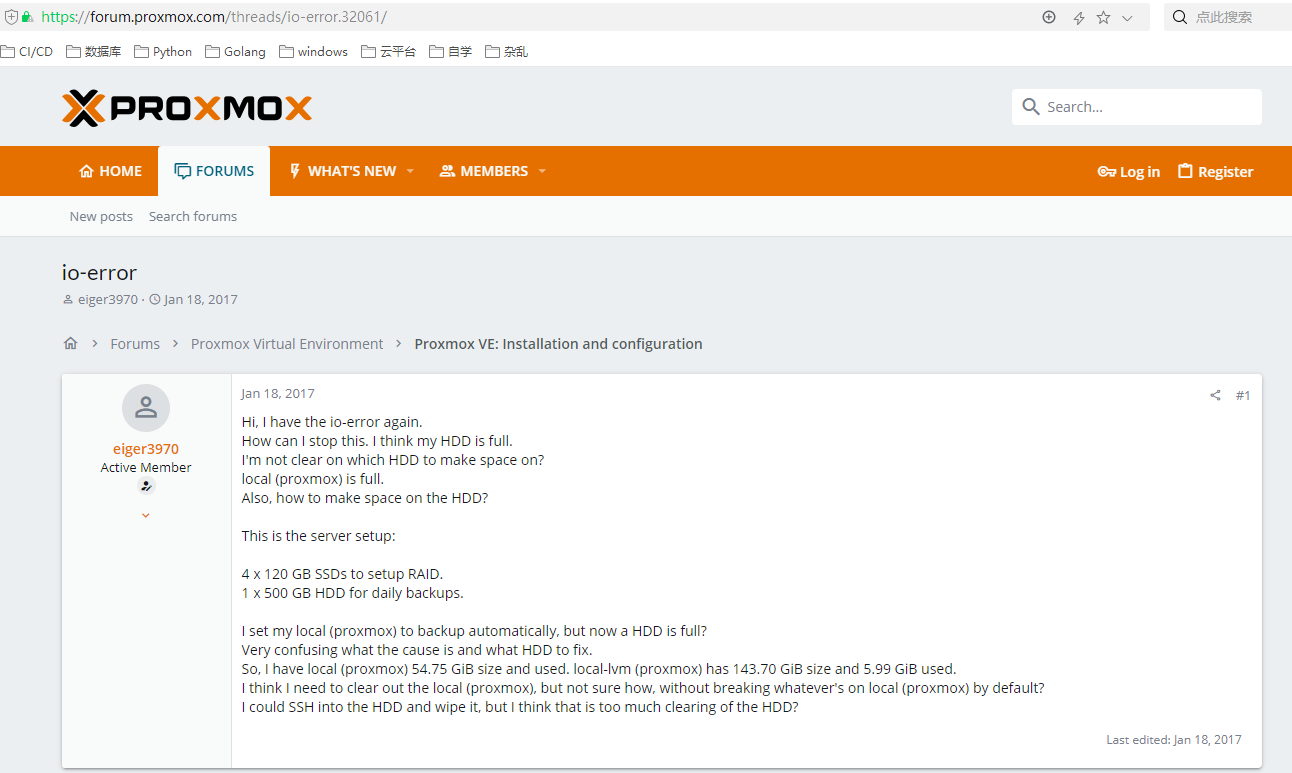 https://forum.proxmox.com/threads/io-error.32061/
点此搜索
CI/CD 数据库 Python Golang windows 云平台 自学 杂乱
PROXMOX
Search...
HOME FORUMS WHAT'S NEW MEMBERS Log in Register
New posts Search forums
io-error
eiger3970 · Jan 18, 2017
Forums > Proxmox Virtual Environment > Proxmox VE: Installation and configuration
eiger3970
Active Member
Jan 18, 2017 #1
Hi, I have the io-error again.
How can I stop this. I think my HDD is full.
I'm not clear on which HDD to make space on?
local (proxmox) is full.
Also, how to make space on the HDD?
This is the server setup:
4 x 120 GB SSDs to setup RAID.
1 x 500 GB HDD for daily backups.
I set my local (proxmox) to backup automatically, but now a HDD is full?
Very confusing what the cause is and what HDD to fix.
So, I have local (proxmox) 54.75 GiB size and used. local-lvm (proxmox) has 143.70 GiB size and 5.99 GiB used.
I think I need to clear out the local (proxmox), but not sure how, without breaking whatever's on local (proxmox) by default?
I could SSH into the HDD and wipe it, but I think that is too much clearing of the HDD?
Last edited: Jan 18, 2017